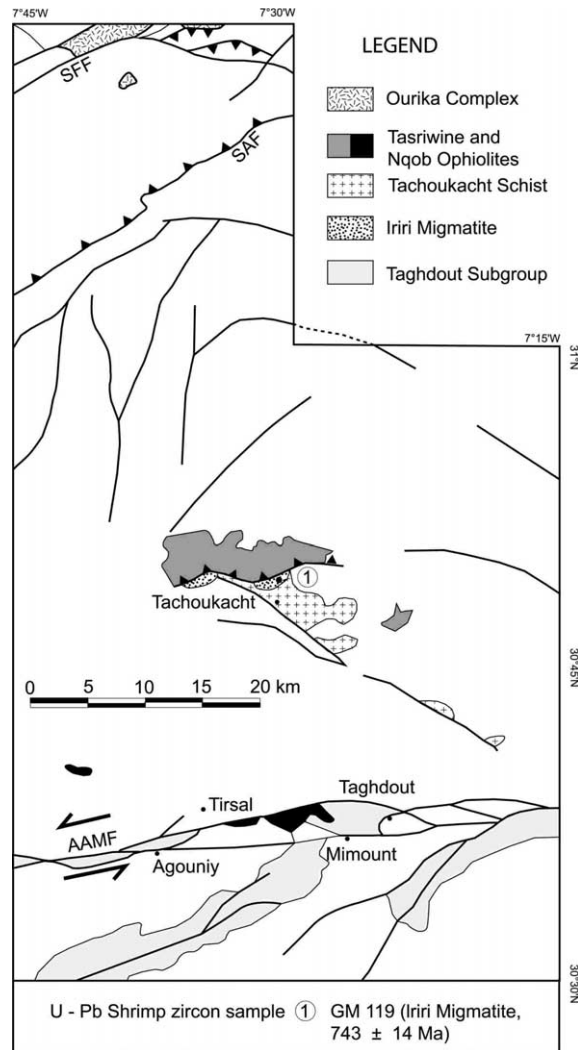 7°45'W
7°30'W
LEGEND
Ourika Complex
Tasriwine and
Nqob Ophiolites
Tachoukacht Schist
Iriri Migmatite
Taghdout Subgroup
SFF
SAF
7°15'W
31°N
1
Tachoukacht
30°45'N
0 5 10 15 20 km
Taghdout
Tirsal
AAMF
Agouniy
Mimount
30°30'N
U - Pb Shrimp zircon sample 1 GM 119 (Iriri Migmatite,
743 ± 14 Ma)